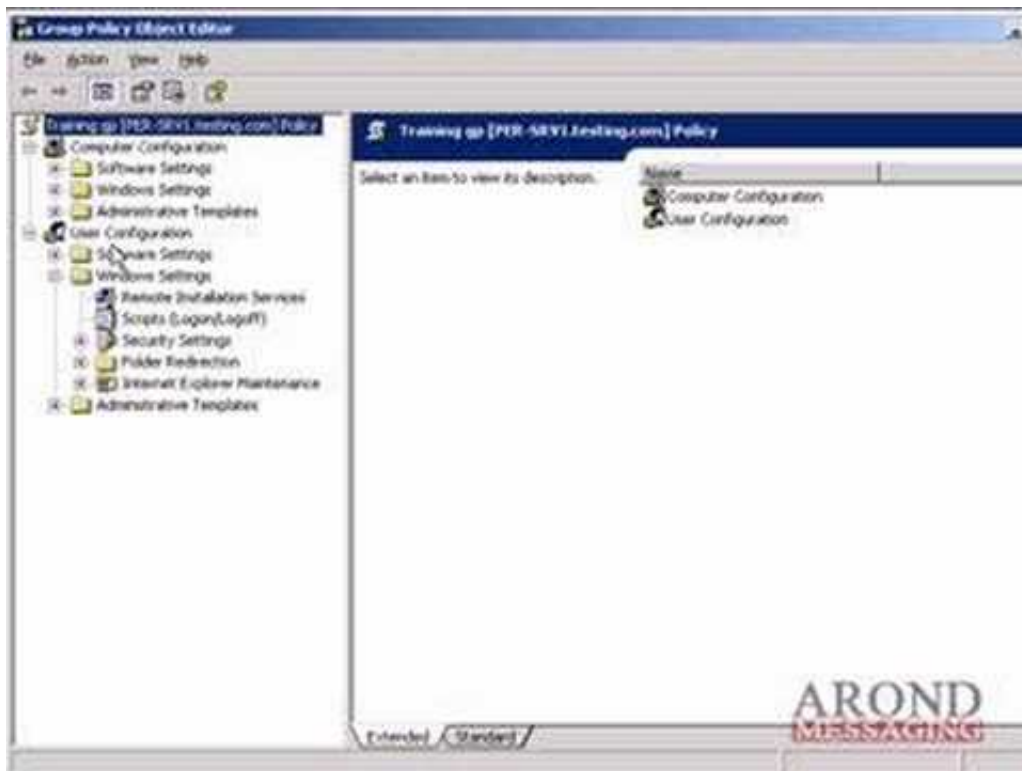 Group Policy Object Editor
File Action View Help
Training gp [PER-SRV1.testing.com] Policy
Computer Configuration
Software Settings
Windows Settings
Administrative Templates
User Configuration
Software Settings
Windows Settings
Remote Installation Services
Scripts (Logon/Logoff)
Security Settings
Folder Redirection
Internet Explorer Maintenance
Administrative Templates
Training gp [PER-SRV1.testing.com] Policy
Select an item to view its description.
Name
Computer Configuration
User Configuration
Extended Standard
AROND
MESSAGING